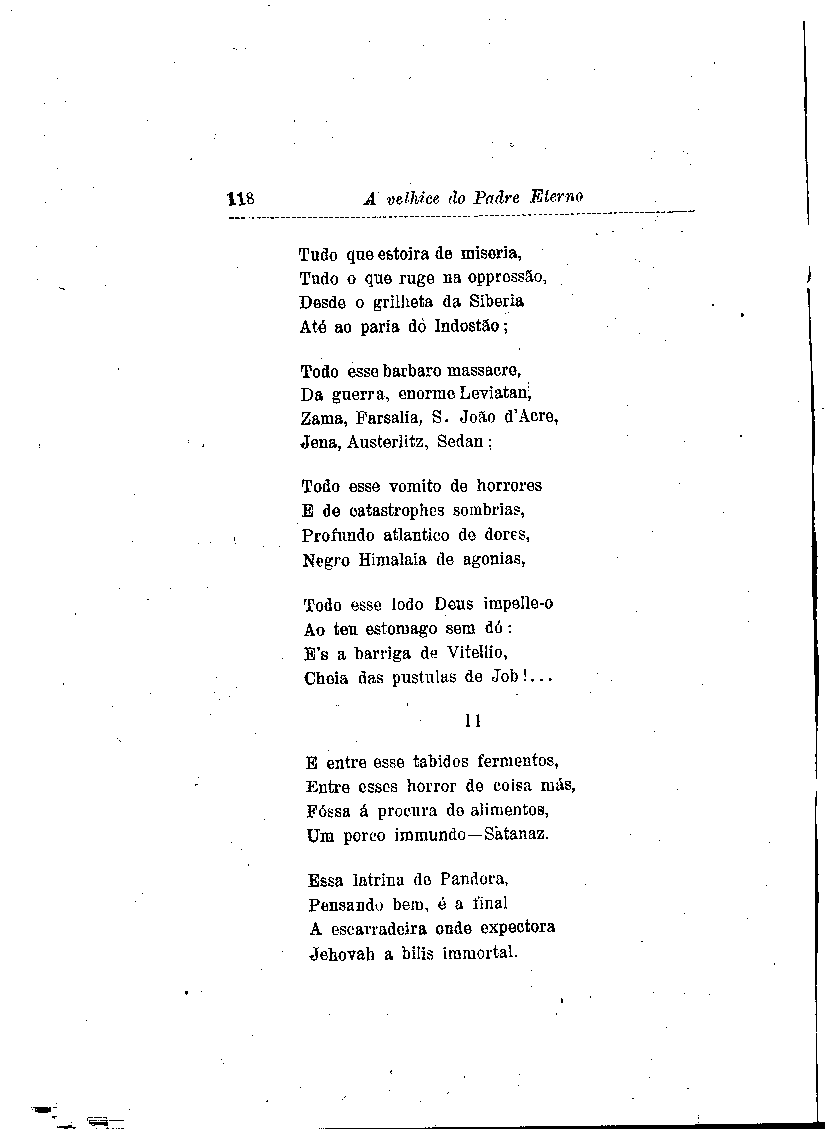 118 A velhice do Padre Eterno
Tudo que estoira de miseria,
Tudo o que ruge na oppressão,
Desde o grilheta da Siberia
Até ao paria do Indostão;
Todo esse barbaro massacre,
Da guerra, enorme Leviatan,
Zama, Farsalia, S. João d'Acre,
Jena, Austerlitz, Sedan;
Todo esse vomito de horrores
E de catastrophes sombrias,
Profundo atlantico de dores,
Negro Himalaia de agonias,
Todo esse lodo Deus impelle-o
Ao teu estomago sem dó:
E's a barriga de Vitellio,
Cheia das pustulas de Job!...
11
E entre esse tabidos fermentos,
Entre esses horror de coisa más,
Fóssa á procura de alimentos,
Um porco immundo—Satanaz.
Essa latrina de Pandora,
Pensando bem, é a final
A escarradeira onde expectora
Jehovah a bilis immortal.